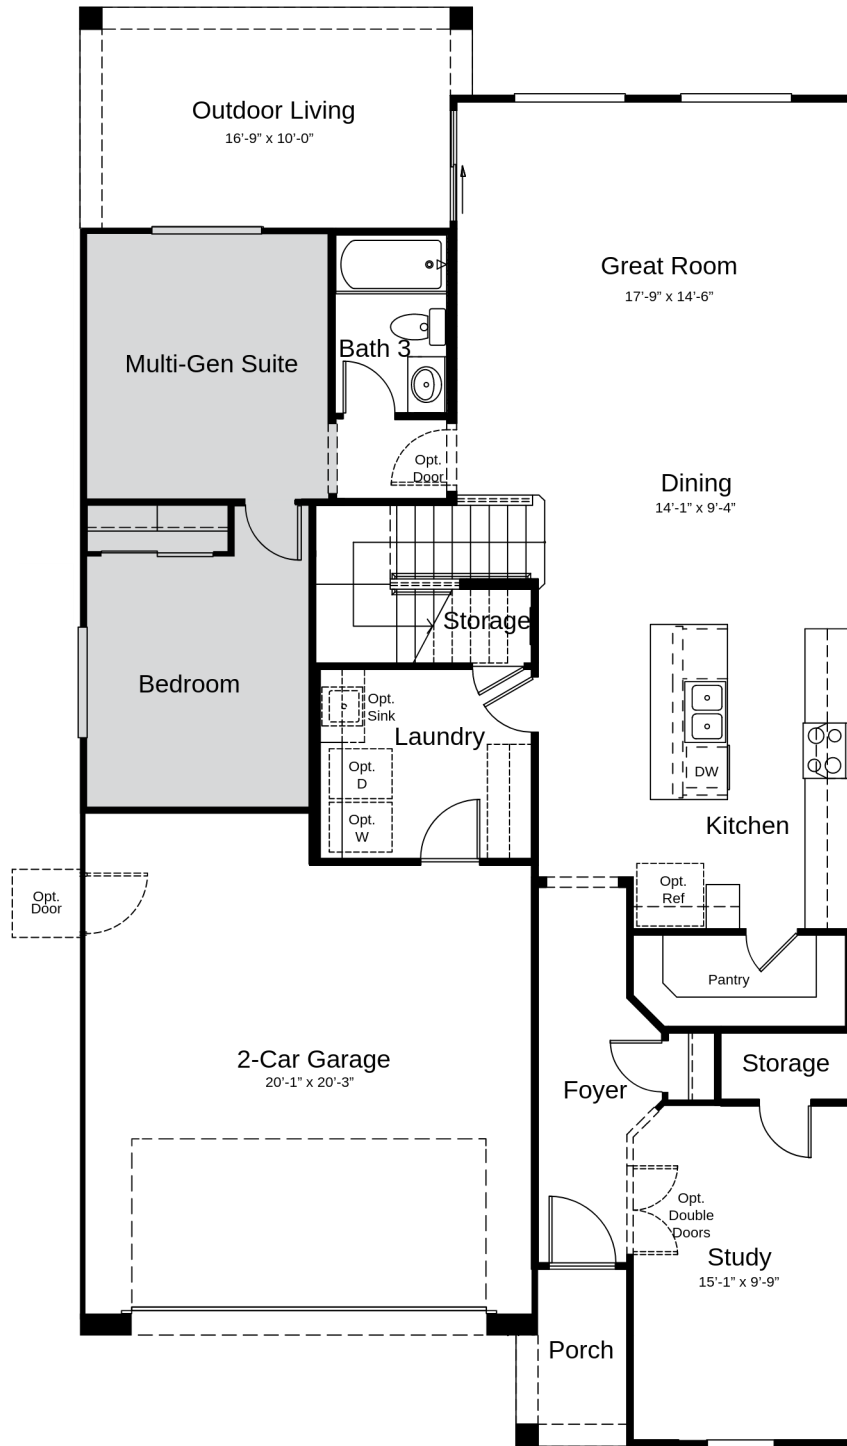 Outdoor Living
16’-9” x 10’-0”
Great Room
17’-9” x 14’-6”
Multi-Gen Suite
Bath 3
Opt.
Door
Dining
14’-1” x 9’-4”
Storage
Bedroom
Opt.
Sink
Laundry
Opt.
D
Opt.
W
DW
Kitchen
Opt.
Ref
Opt.
Door
Pantry
2-Car Garage
20’-1” x 20’-3”
Foyer
Storage
Opt.
Double
Doors
Study
15’-1” x 9’-9”
Porch